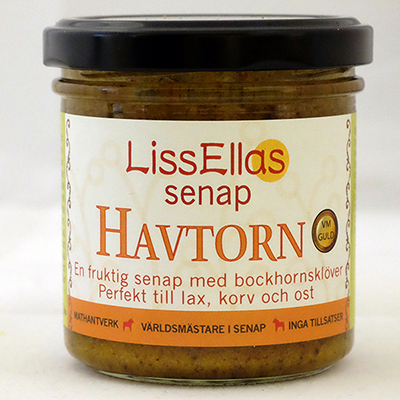 LissEllas
senap
HAVTORN
VM
GULD
En fruktig senap med bockhornsklöver
Perfekt till lax, korv och ost
MATHANTVERK VÄRLDSMÄSTARE I SENAP INGA TILLSATSER